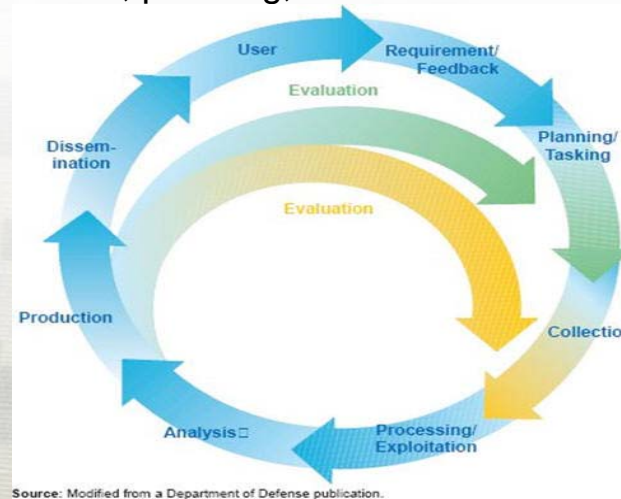 User
Requirement/
Feedback
Evaluation
Planning/
Tasking
Dissem-
ination
Evaluation
Production
Collectio
Analysis□
Processing/
Exploitation
Source: Modified from a Department of Defense publication.